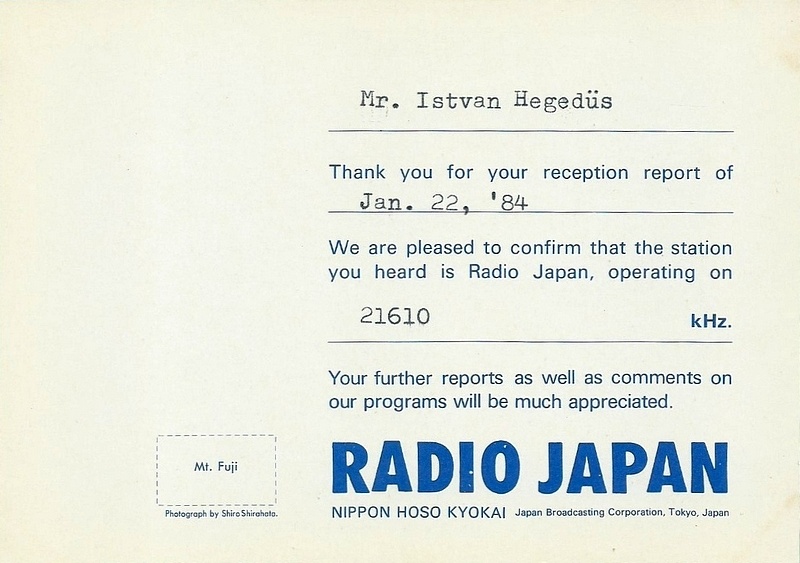 Mr. Istvan Hegedüs
Thank you for your reception report of
Jan. 22, '84
We are pleased to confirm that the station
you heard is Radio Japan, operating on
21610 kHz.
Your further reports as well as comments on
our programs will be much appreciated.
RADIO JAPAN
NIPPON HOSO KYOKAI Japan Broadcasting Corporation, Tokyo, Japan
Mt. Fuji
Photograph by Shiro Shirahata.